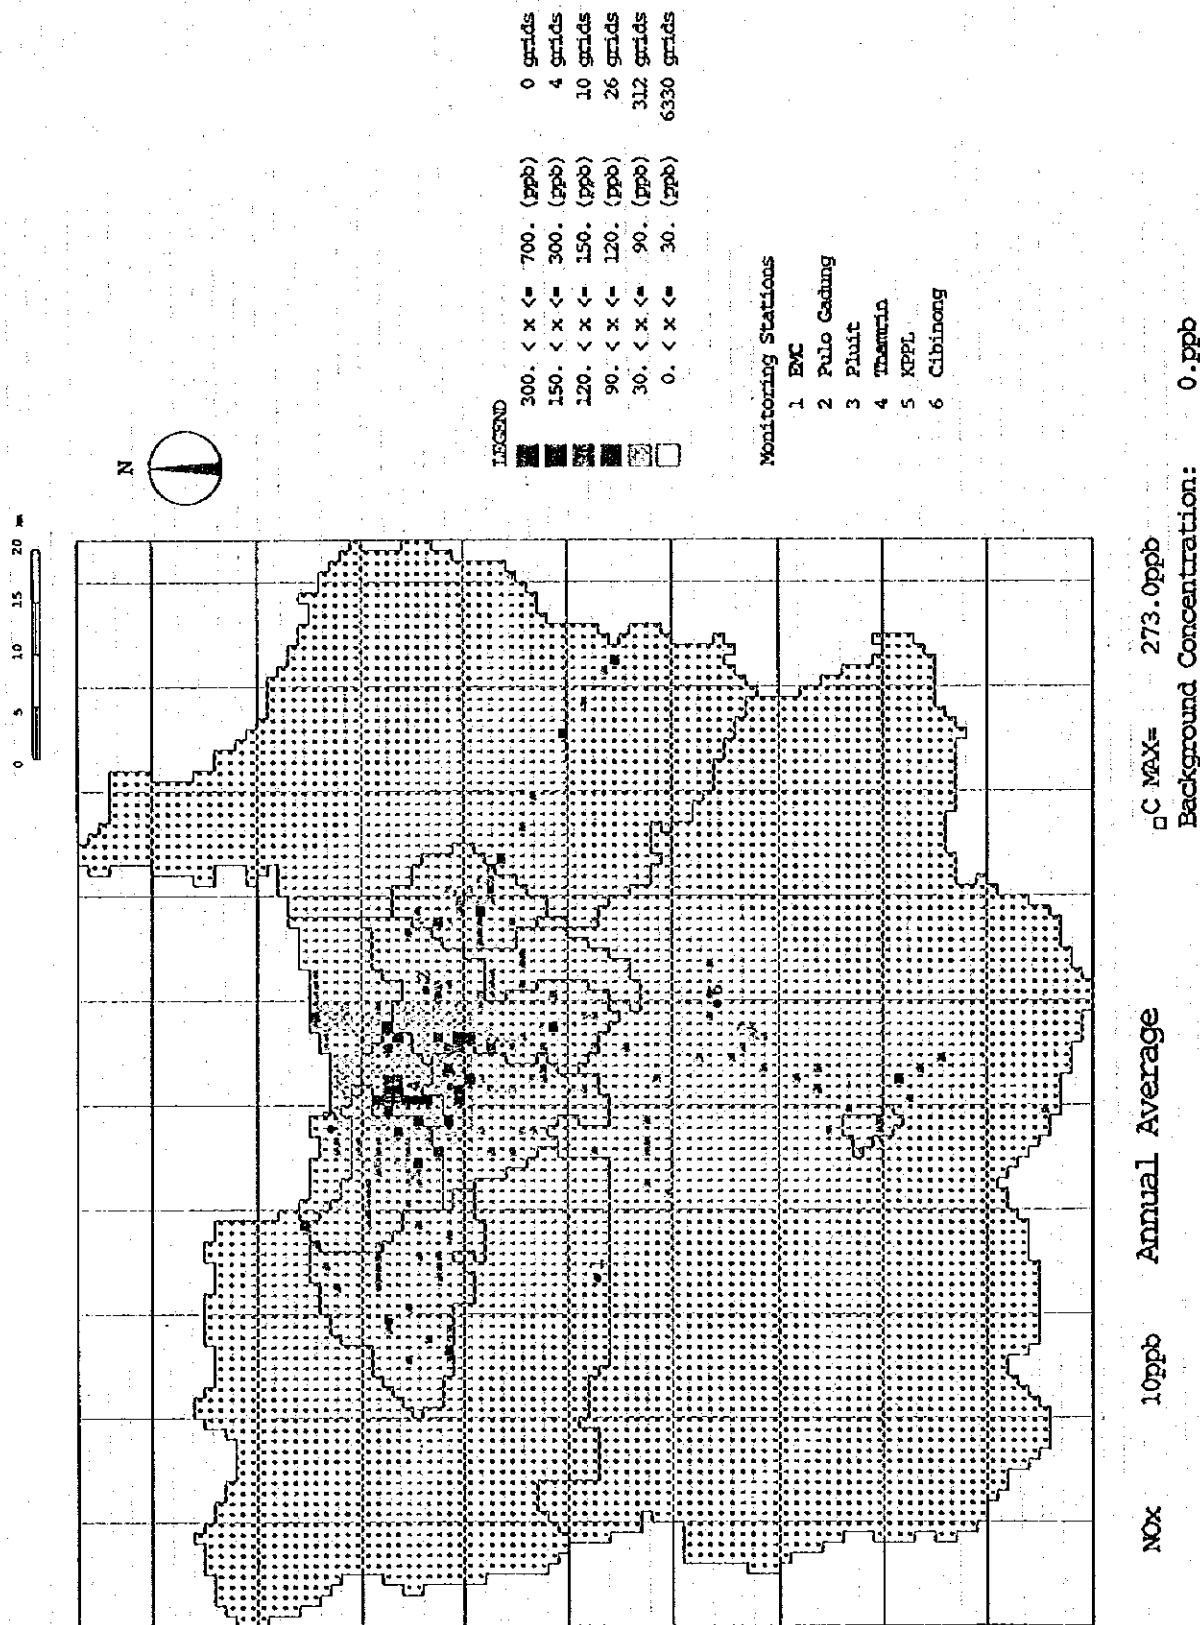 0 5 10 15 20
N
LEGEND
300. < x <= 700. (ppb) 0 grids
150. < x <= 300. (ppb) 4 grids
120. < x <= 150. (ppb) 10 grids
90. < x <= 120. (ppb) 26 grids
30. < x <= 90. (ppb) 312 grids
0. < x <= 30. (ppb) 6330 grids
Monitoring Stations
1 EMC
2 Pulo Gadung
3 Pluit
4 Thamrin
5 KPPL
6 Cibinong
NOx 10ppb Annual Average □C MAX= 273.0ppb
Background Concentration: 0.ppb